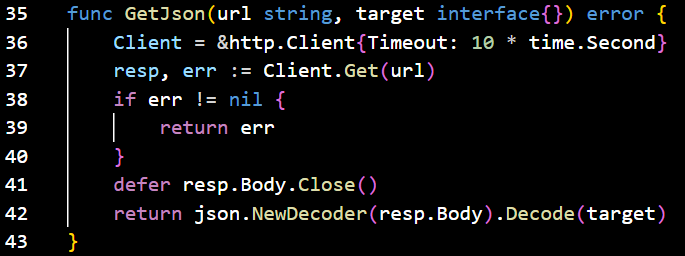 35 func GetJson(url string, target interface{}) error {
36     Client = &http.Client{Timeout: 10 * time.Second}
37     resp, err := Client.Get(url)
38     if err != nil {
39         return err
40     }
41     defer resp.Body.Close()
42     return json.NewDecoder(resp.Body).Decode(target)
43 }